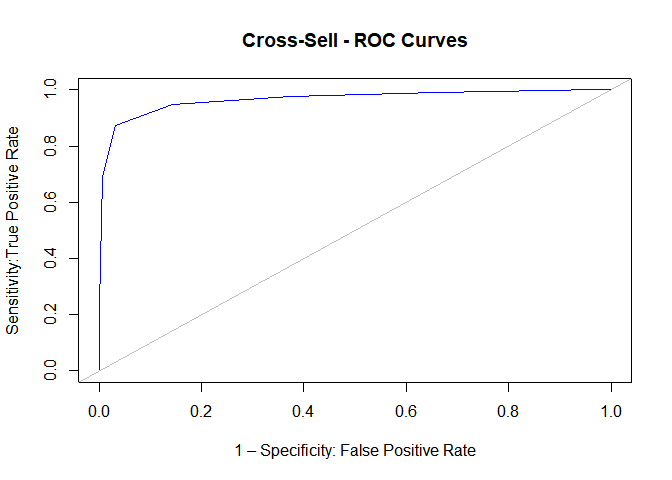 Cross-Sell - ROC Curves
Sensitivity:True Positive Rate
1.0
0.8
0.6
0.4
0.2
0.0
0.0 0.2 0.4 0.6 0.8 1.0
1 – Specificity: False Positive Rate